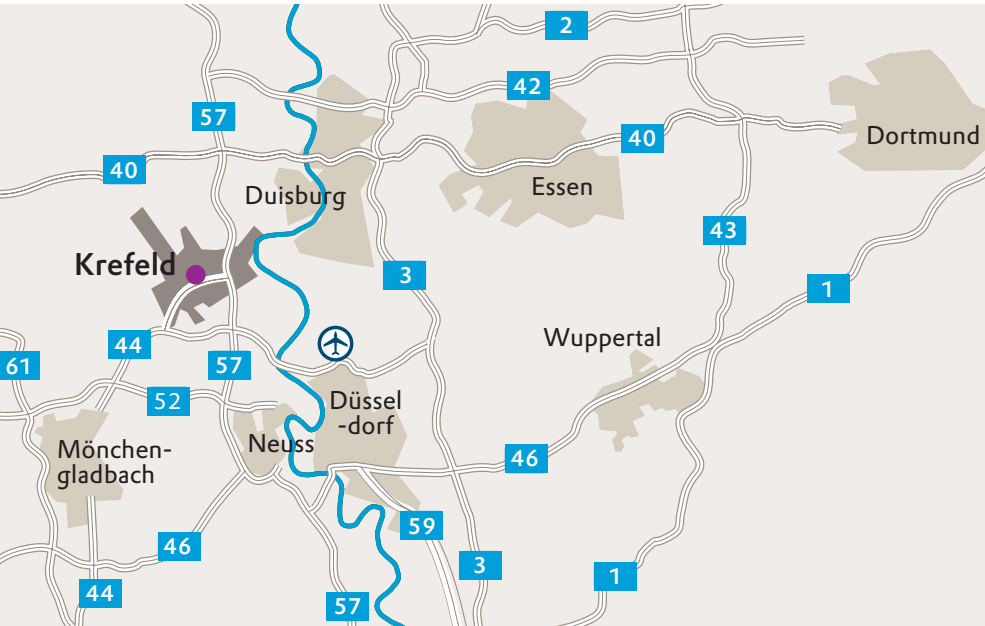 2
42
57
40
Dortmund
40
Essen
Duisburg
43
Krefeld
3
1
Wuppertal
44
61
57
52
Düssel
-dorf
Neuss
Mönchen-
gladbach
46
59
46
3
1
44
57